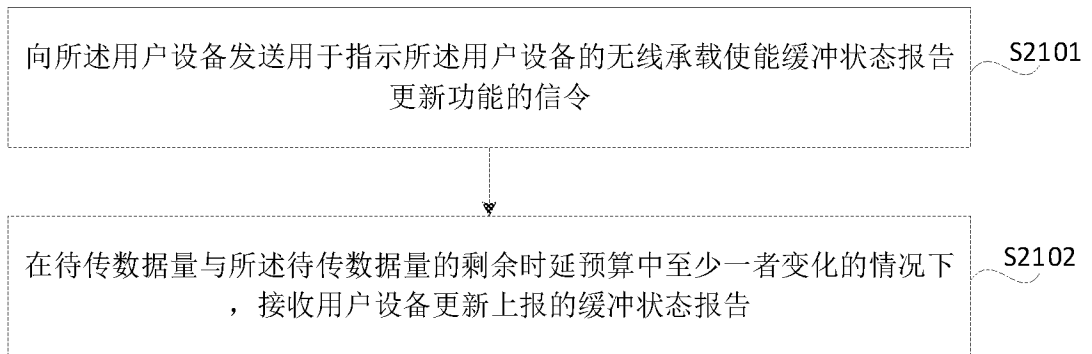 向所述用户设备发送用于指示所述用户设备的无线承载使能缓冲状态报告
更新功能的信令
S2101
在待传数据量与所述待传数据量的剩余时延预算中至少一者变化的情况下
，接收用户设备更新上报的缓冲状态报告
S2102